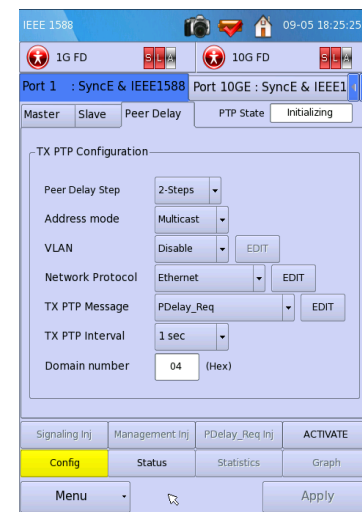 IEEE 1588 09-05 18:25:25
1G FD S L A 10G FD S L A
Port 1 : SyncE & IEEE1588 Port 10GE : SyncE & IEEE1
Master Slave Peer Delay PTP State Initializing
TX PTP Configuration
Peer Delay Step 2-Steps
Address mode Multicast
VLAN Disable EDIT
Network Protocol Ethernet EDIT
TX PTP Message PDelay_Req EDIT
TX PTP Interval 1 sec
Domain number 04 (Hex)
Signaling Inj Management Inj PDelay_Req Inj ACTIVATE
Config Status Statistics Graph
Menu Apply